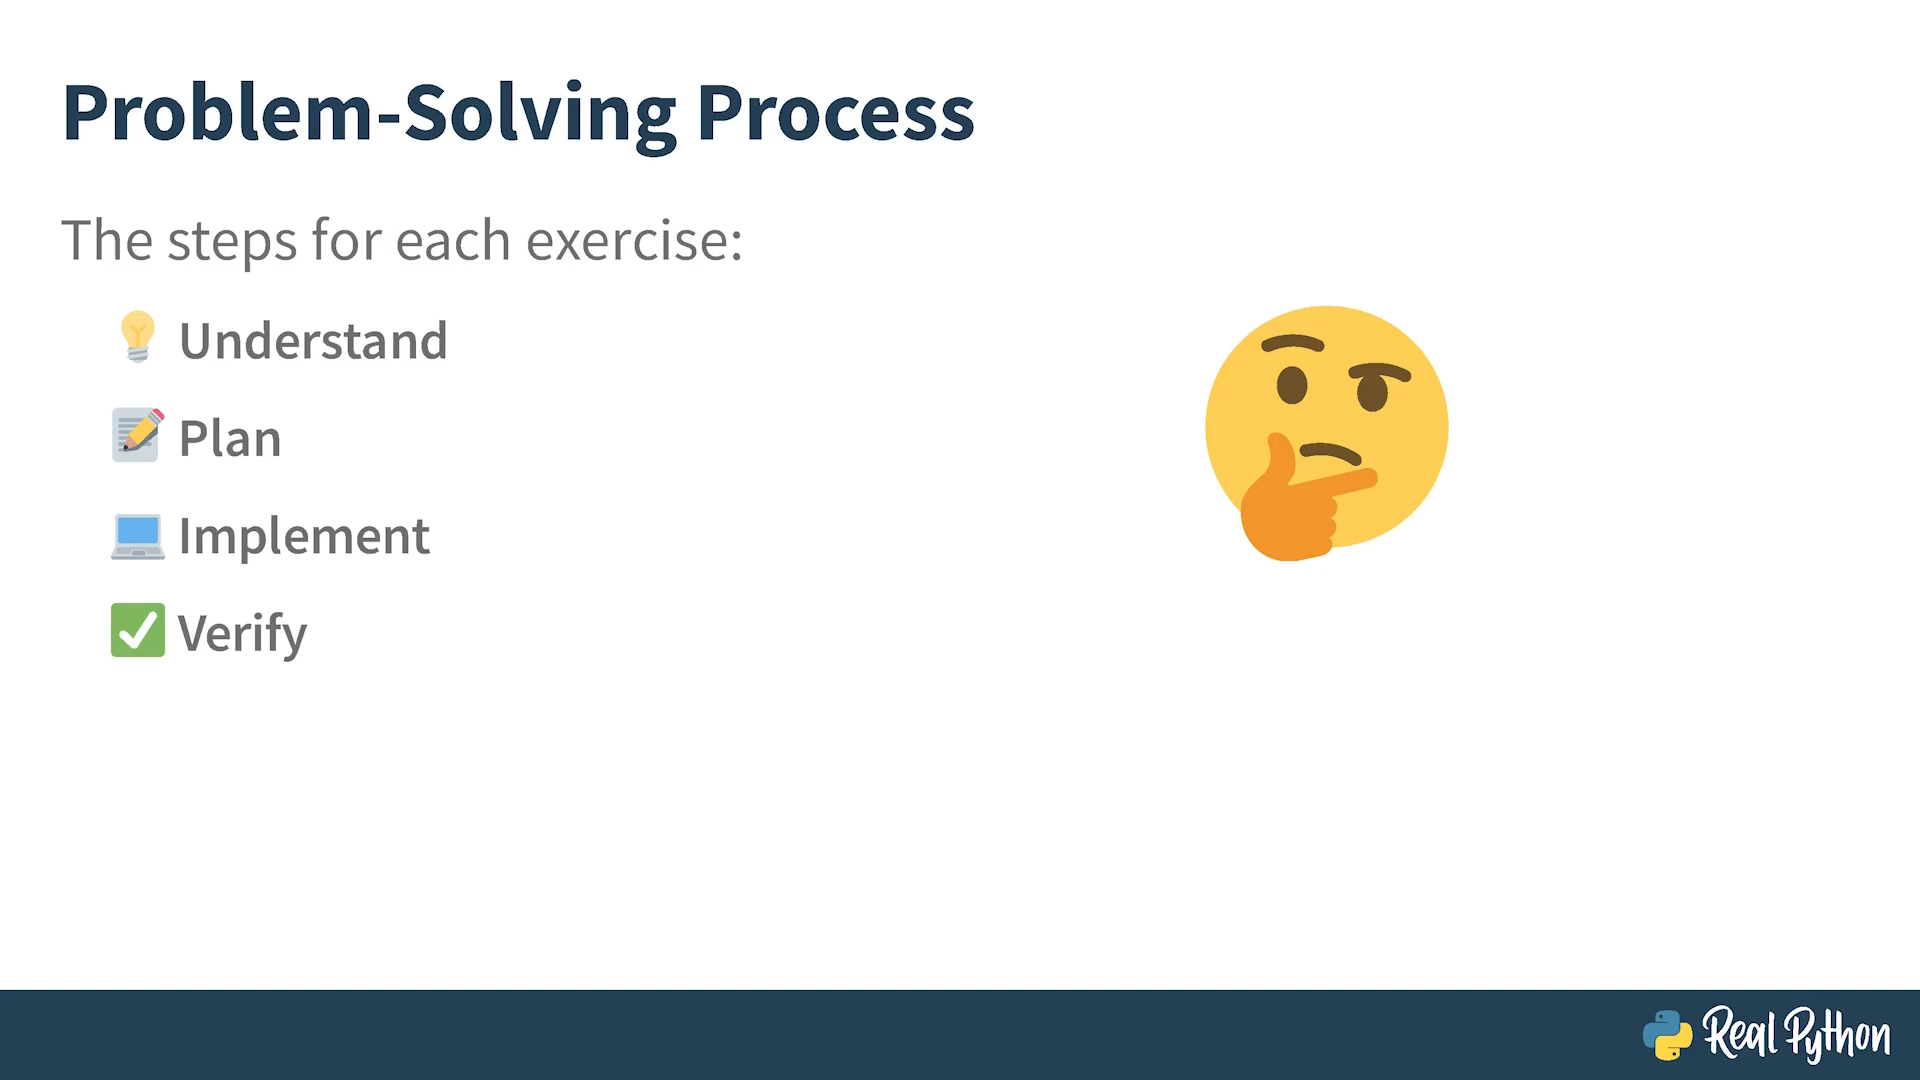 Problem-Solving Process
The steps for each exercise:
Understand
Plan
Implement
Verify
Real Python